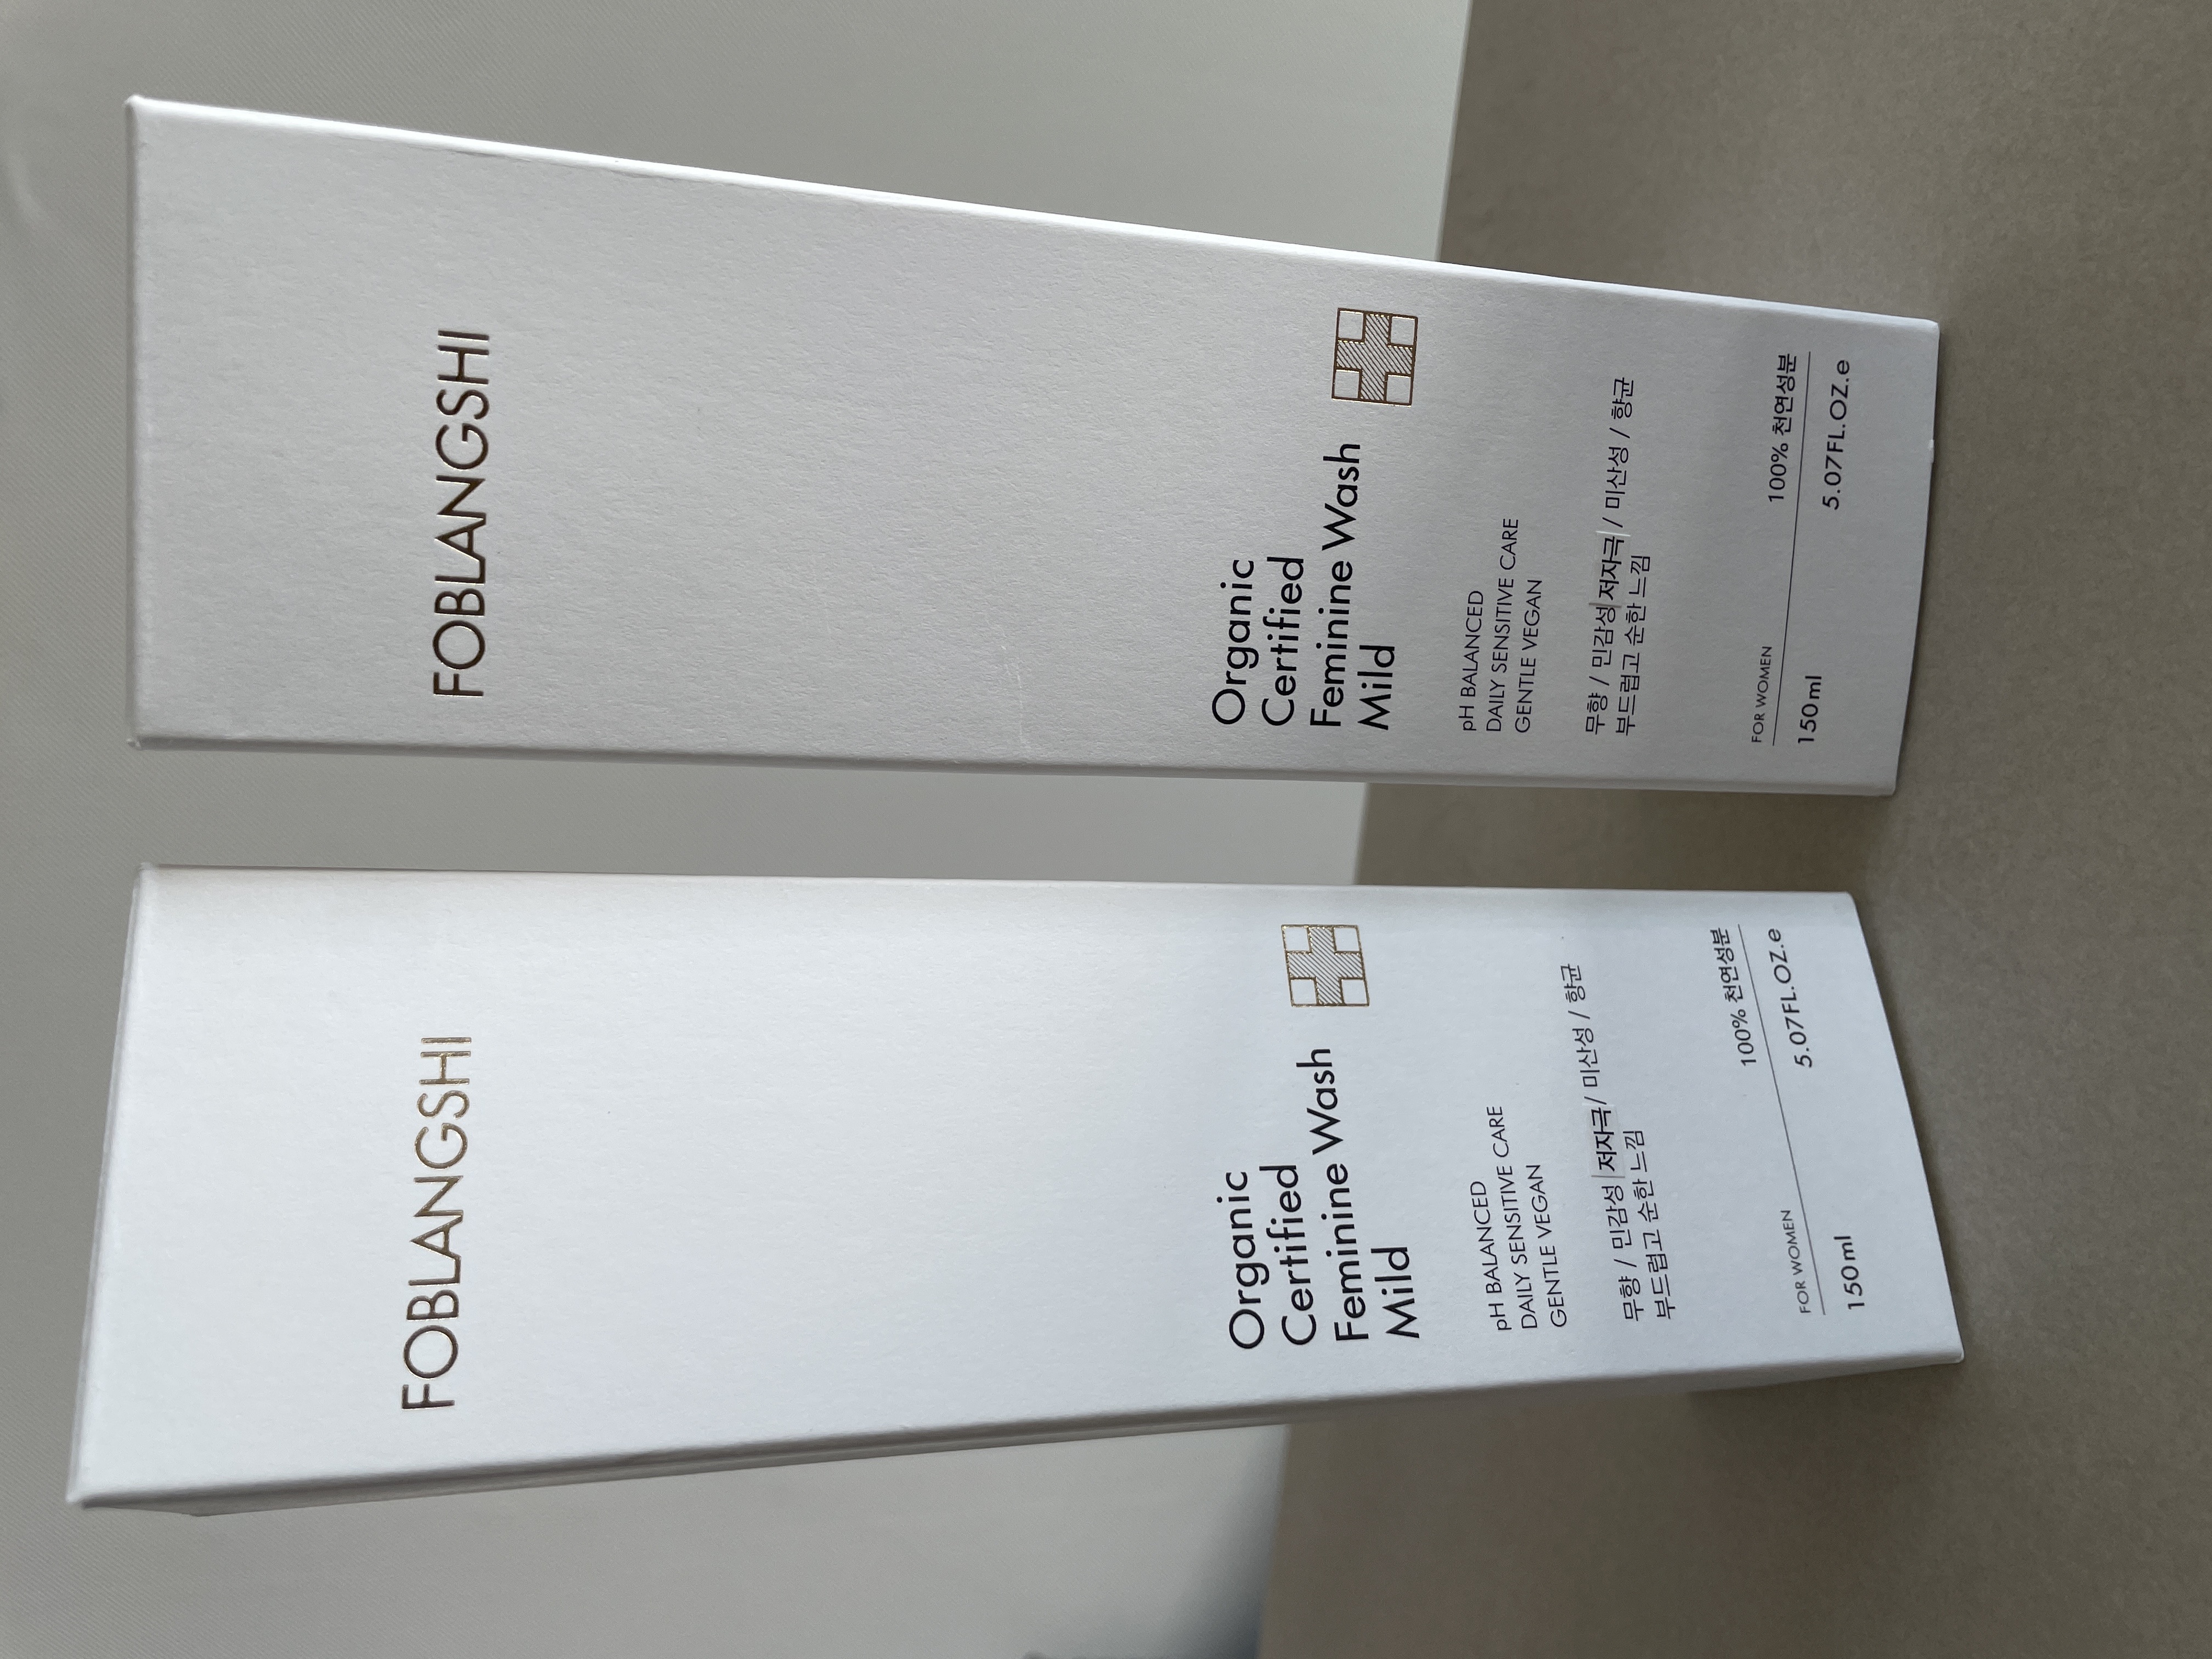 FOBLANGSHI
Organic
Certified
Feminine Wash
Mild
pH BALANCED
DAILY SENSITIVE CARE
GENTLE VEGAN
무향 / 민감성 저자극 / 미산성 / 항균
부드럽고 순한 느낌
FOR WOMEN 100% 천연성분
150ml 5.07FL.OZ.e
FOBLANGSHI
Organic
Certified
Feminine Wash
Mild
pH BALANCED
DAILY SENSITIVE CARE
GENTLE VEGAN
무향 / 민감성 저자극 / 미산성 / 항균
부드럽고 순한 느낌
FOR WOMEN 100% 천연성분
150ml 5.07FL.OZ.e